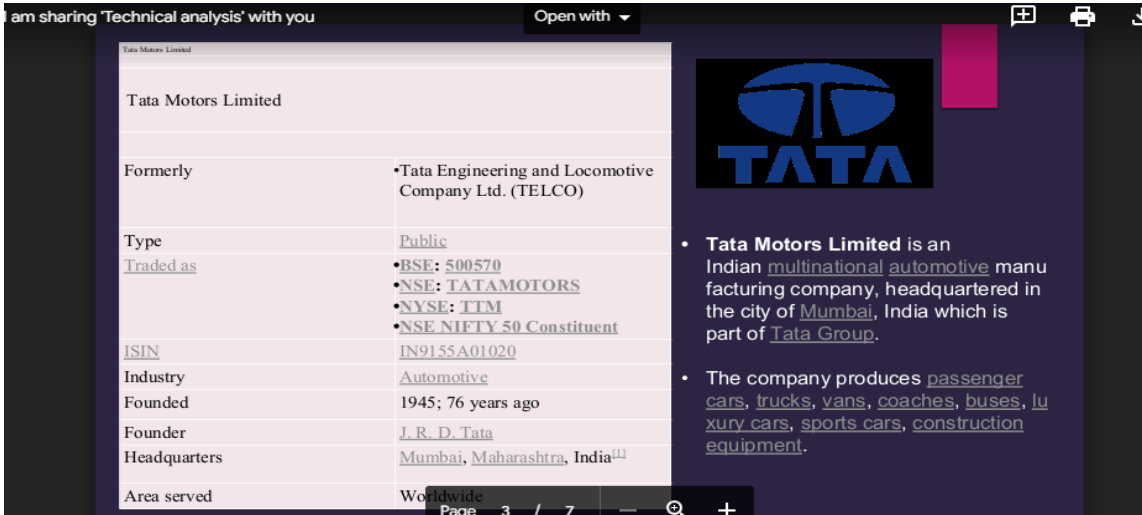 I am sharing 'Technical analysis' with you
Open with
Tata Motors Limited
Tata Motors Limited
Formerly
•Tata Engineering and Locomotive
Company Ltd. (TELCO)
Type
Public
Traded as
•BSE: 500570
•NSE: TATAMOTORS
•NYSE: TTM
•NSE NIFTY 50 Constituent
ISIN
IN9155A01020
Industry
Automotive
Founded
1945; 76 years ago
Founder
J. R. D. Tata
Headquarters
Mumbai, Maharashtra, India[1]
Area served
Worldwide
TATA
• Tata Motors Limited is an
Indian multinational automotive manu
facturing company, headquartered in
the city of Mumbai, India which is
part of Tata Group.
• The company produces passenger
cars, trucks, vans, coaches, buses, lu
xury cars, sports cars, construction
equipment.
Page 3 / 7